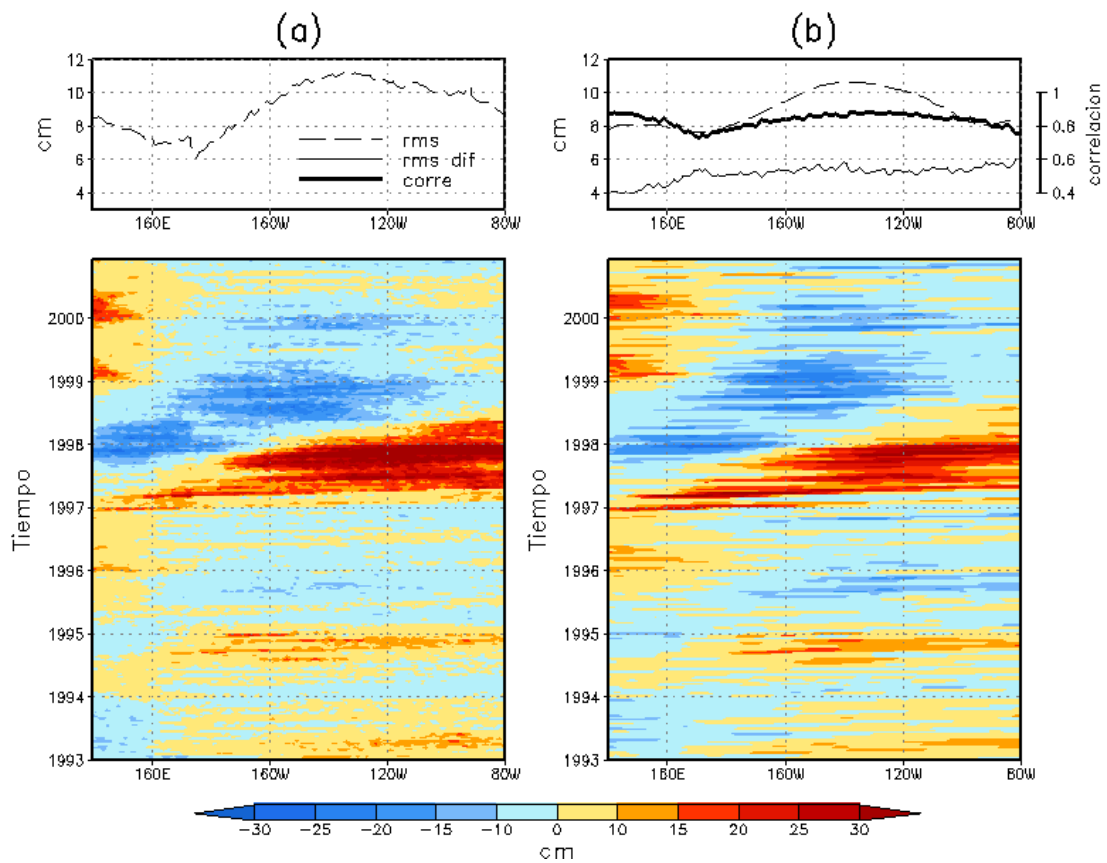 (a)
(b)
12
10
8
6
4
cm
rms
rms dif
corre
160E 160W 120W 80W
12
10
8
6
4
cm
1
0.8
0.6
0.4
correlacion
160E 160W 120W 80W
Tiempo
2000
1999
1998
1997
1996
1995
1994
1993
160E 160W 120W 80W
Tiempo
2000
1999
1998
1997
1996
1995
1994
1993
160E 160W 120W 80W
-30 -25 -20 -15 -10 0 10 15 20 25 30
cm